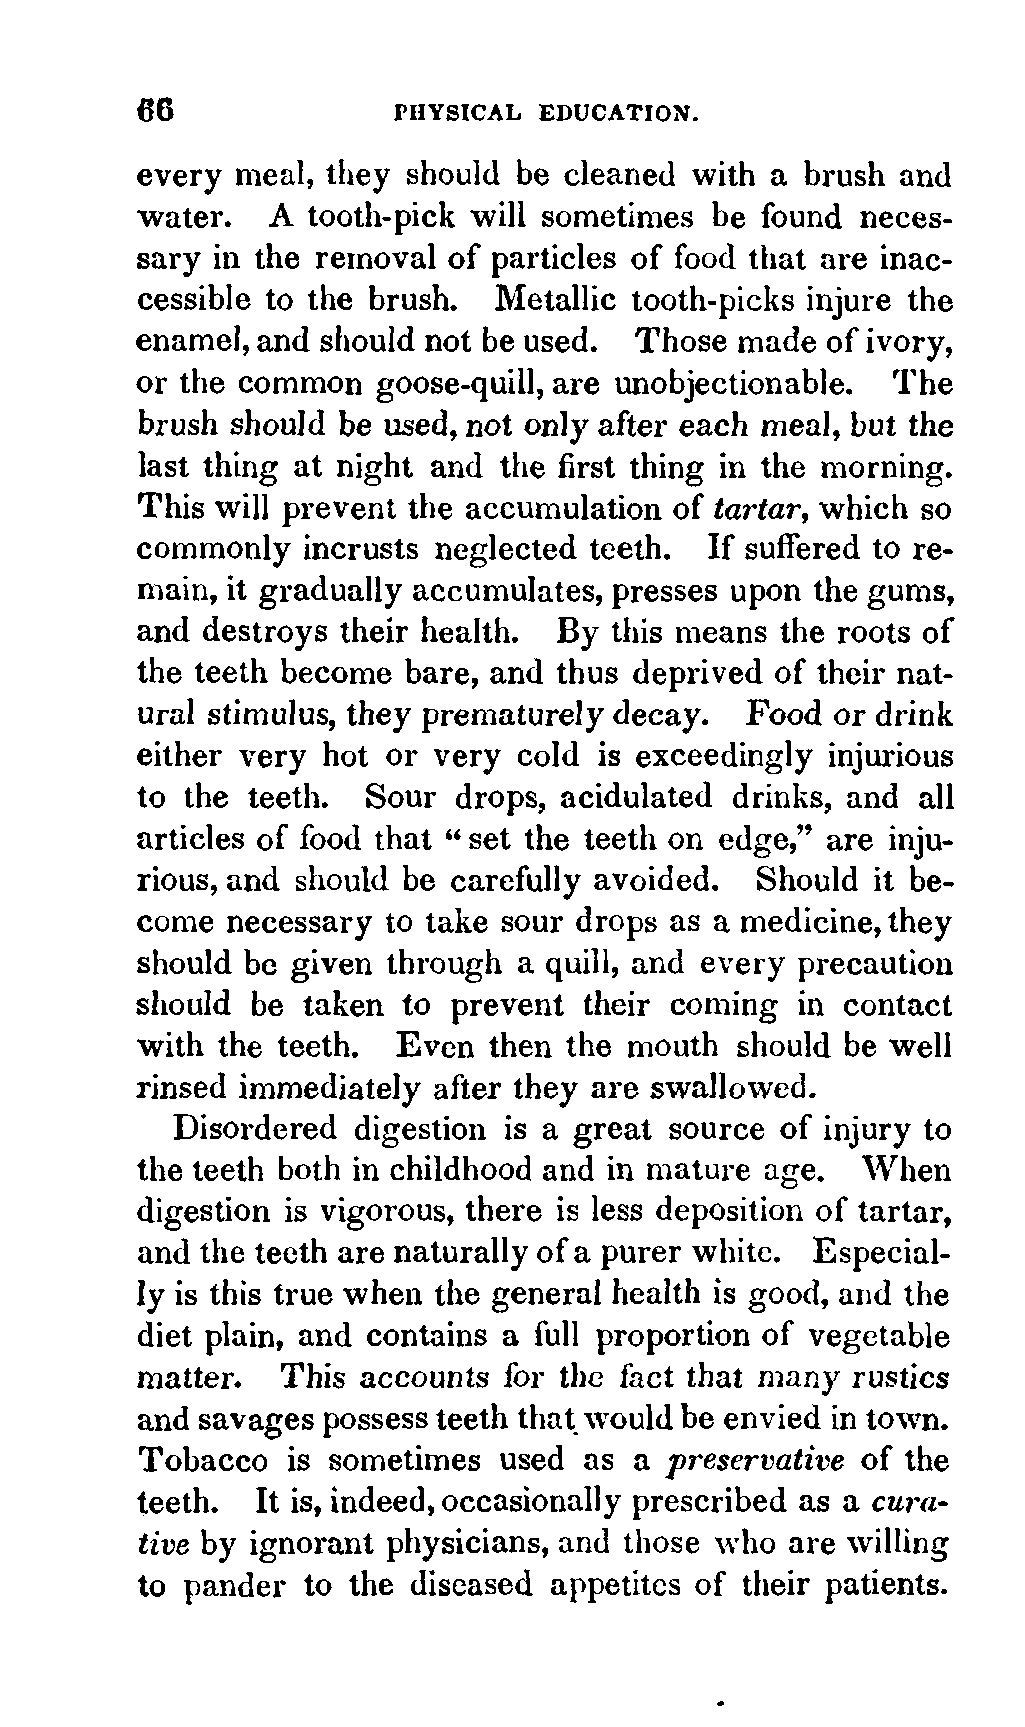 66 PHYSICAL EDUCATION.
every meal, they should be cleaned with a brush and
water. A tooth-pick will sometimes be found neces-
sary in the removal of particles of food that are inac-
cessible to the brush. Metallic tooth-picks injure the
enamel, and should not be used. Those made of ivory,
or the common goose-quill, are unobjectionable. The
brush should be used, not only after each meal, but the
last thing at night and the first thing in the morning.
This will prevent the accumulation of tartar, which so
commonly incrusts neglected teeth. If suffered to re-
main, it gradually accumulates, presses upon the gums,
and destroys their health. By this means the roots of
the teeth become bare, and thus deprived of their nat-
ural stimulus, they prematurely decay. Food or drink
either very hot or very cold is exceedingly injurious
to the teeth. Sour drops, acidulated drinks, and all
articles of food that “set the teeth on edge,” are inju-
rious, and should be carefully avoided. Should it be-
come necessary to take sour drops as a medicine, they
should be given through a quill, and every precaution
should be taken to prevent their coming in contact
with the teeth. Even then the mouth should be well
rinsed immediately after they are swallowed.
Disordered digestion is a great source of injury to
the teeth both in childhood and in mature age. When
digestion is vigorous, there is less deposition of tartar,
and the teeth are naturally of a purer white. Especial-
ly is this true when the general health is good, and the
diet plain, and contains a full proportion of vegetable
matter. This accounts for the fact that many rustics
and savages possess teeth that would be envied in town.
Tobacco is sometimes used as a preservative of the
teeth. It is, indeed, occasionally prescribed as a cura-
tive by ignorant physicians, and those who are willing
to pander to the diseased appetites of their patients.